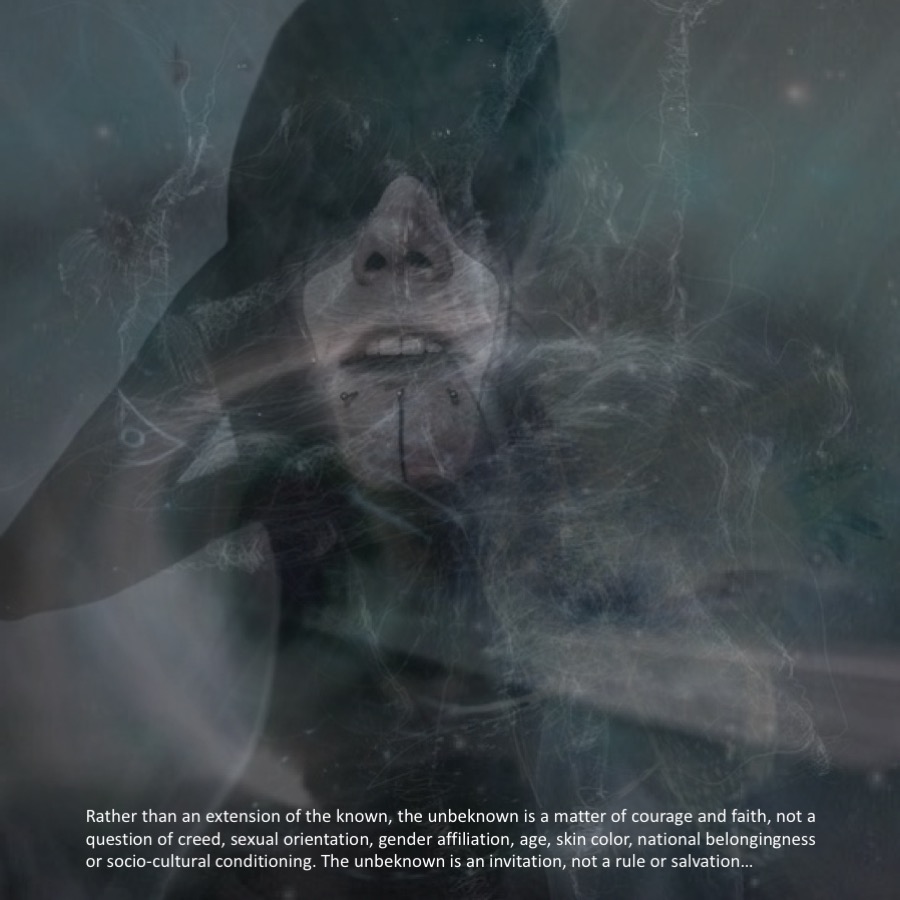 Rather than an extension of the known, the unbeknown is a matter of courage and faith, not a
question of creed, sexual orientation, gender affiliation, age, skin color, national belongingness
or socio-cultural conditioning. The unbeknown is an invitation, not a rule or salvation...